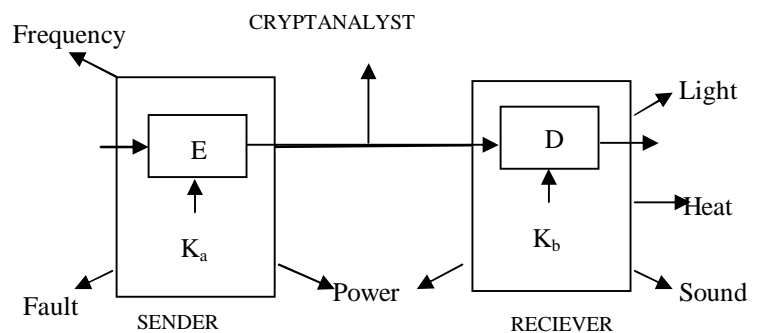 CRYPTANALYST
Frequency
Light
E
D
Heat
Ka
Kb
Fault
Power
Sound
SENDER
RECIEVER